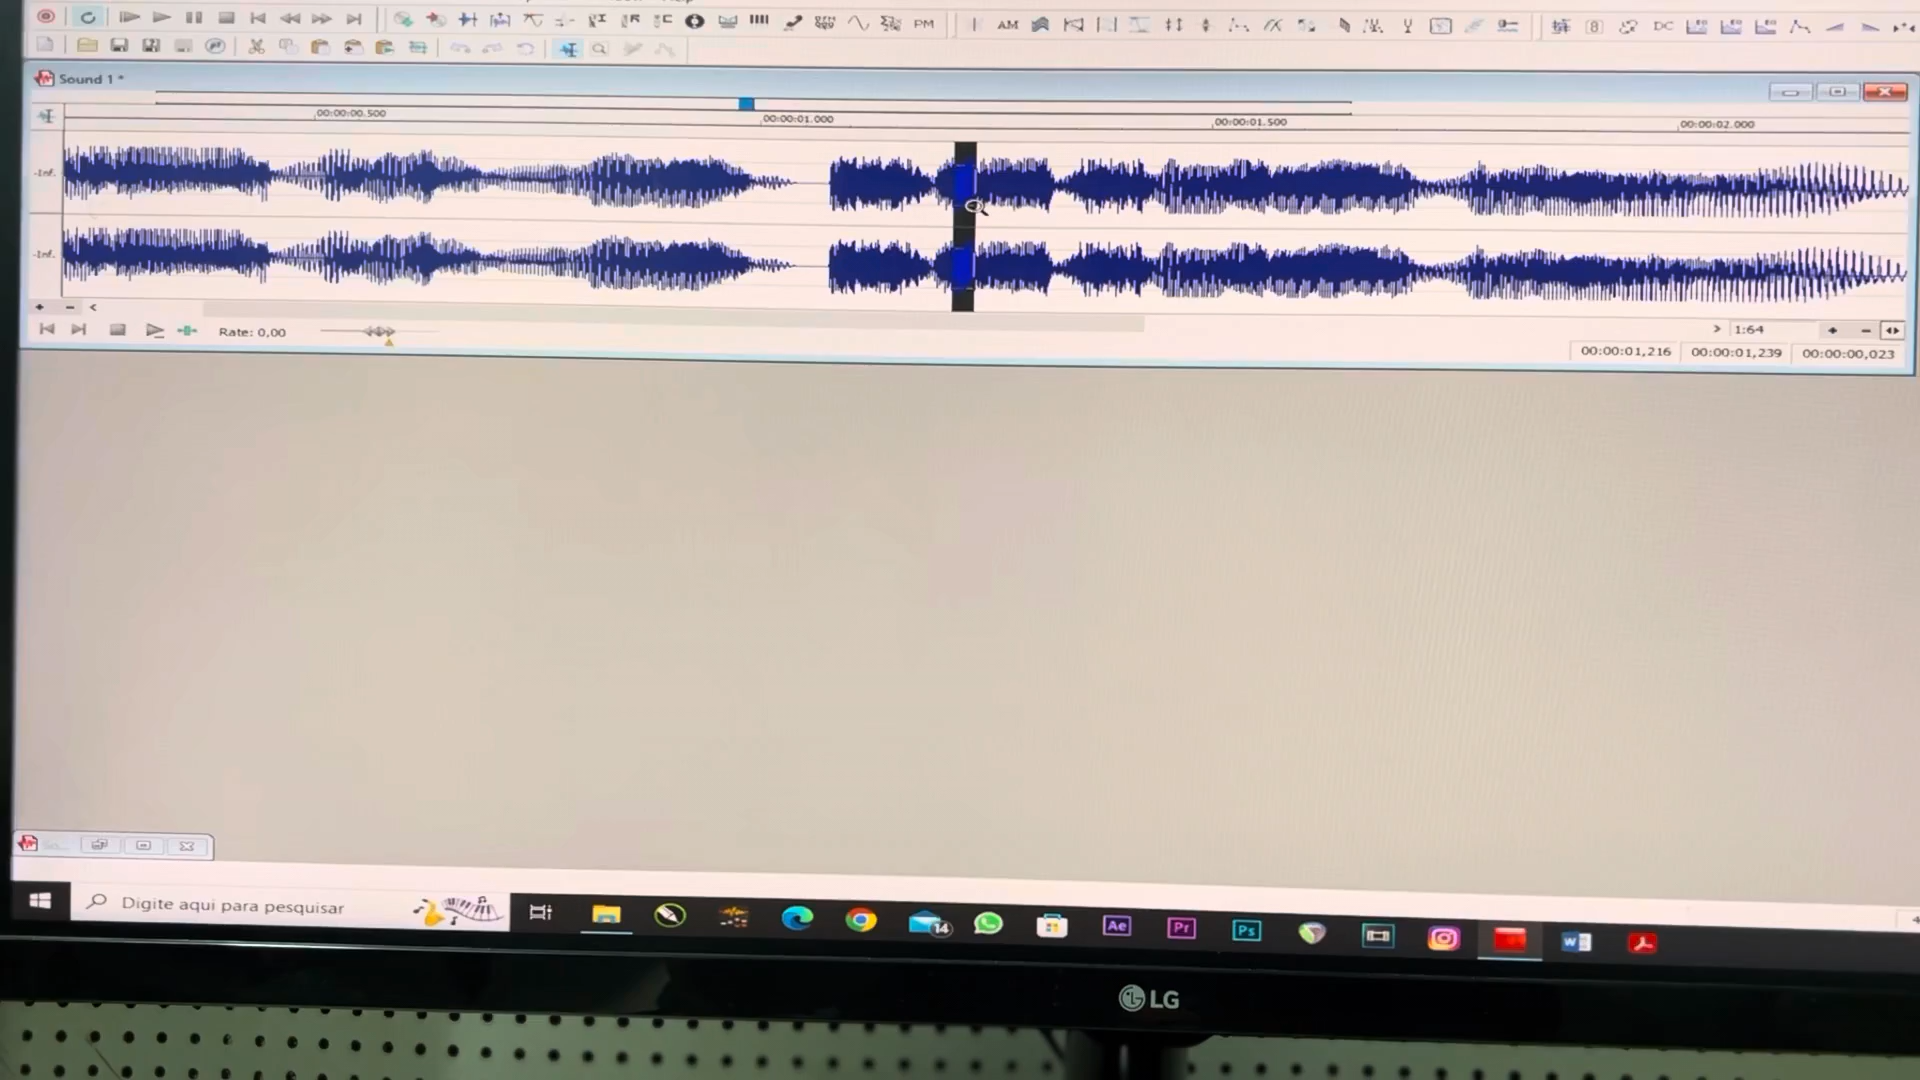 PM
AM
DC
Sound 1 *
00:00:00.500
00:00:01.000
00:00:01.500
00:00:02.000
-Inf.
-Inf.
Rate: 0,00
1:64
00:00:01,216
00:00:01,239
00:00:00,023
Digite aqui para pesquisar
14
Ae
Pr
Ps
W
LG